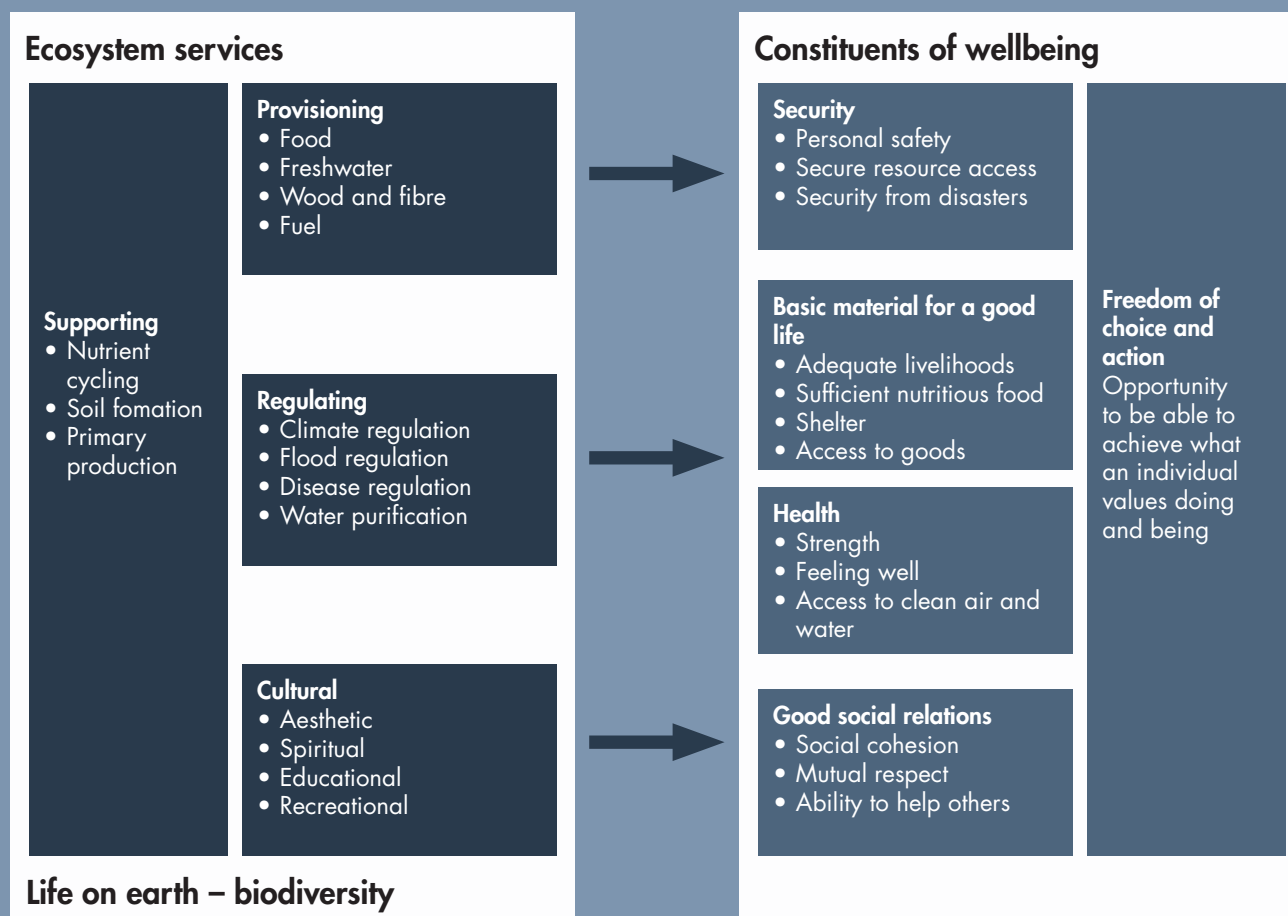 Ecosystem services
Supporting
• Nutrient
cycling
• Soil fomation
• Primary
production
Provisioning
• Food
• Freshwater
• Wood and fibre
• Fuel
Regulating
• Climate regulation
• Flood regulation
• Disease regulation
• Water purification
Cultural
• Aesthetic
• Spiritual
• Educational
• Recreational
Life on earth – biodiversity
Constituents of wellbeing
Security
• Personal safety
• Secure resource access
• Security from disasters
Basic material for a good
life
• Adequate livelihoods
• Sufficient nutritious food
• Shelter
• Access to goods
Health
• Strength
• Feeling well
• Access to clean air and
water
Good social relations
• Social cohesion
• Mutual respect
• Ability to help others
Freedom of
choice and
action
Opportunity
to be able to
achieve what
an individual
values doing
and being